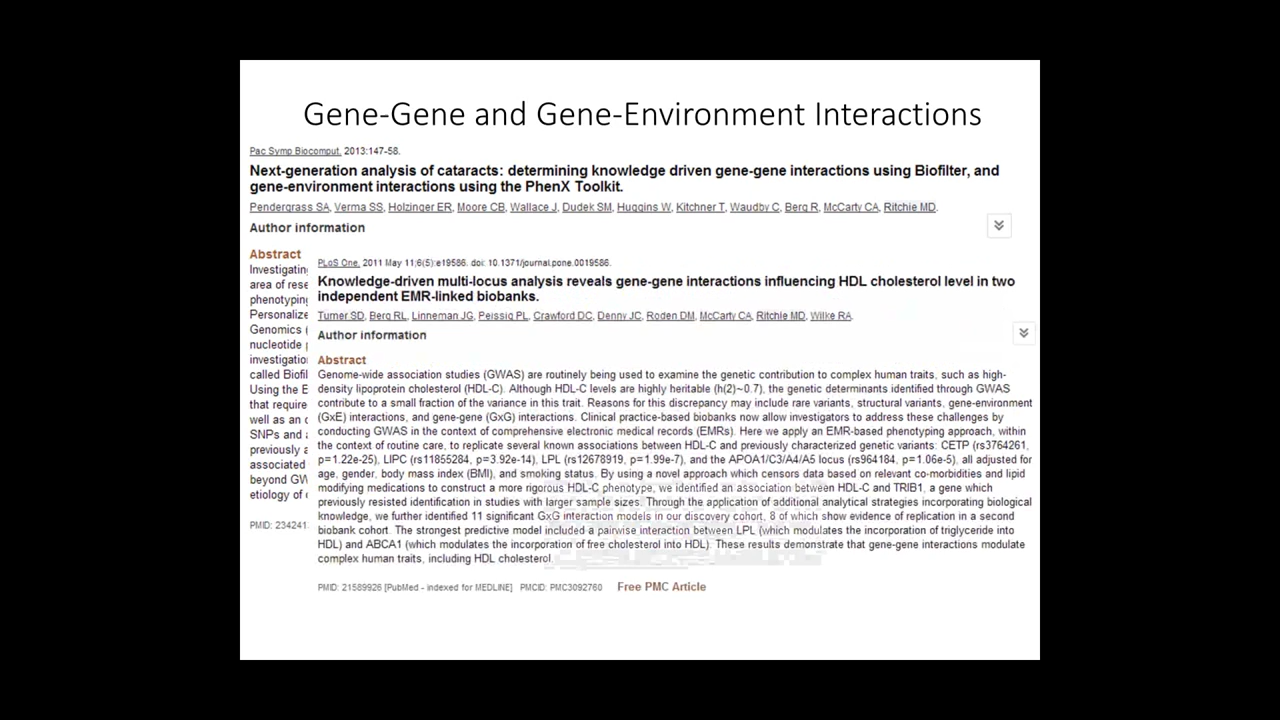 Gene-Gene and Gene-Environment Interactions
Pac Symp Biocomput. 2013:147-58.
Next-generation analysis of cataracts: determining knowledge driven gene-gene interactions using Biofilter, and
gene-environment interactions using the PhenX Toolkit.
Pendergrass SA, Verma SS, Holzinger ER, Moore CB, Wallace J, Dudek SM, Huggins W, Kitchner T, Waudby C, Berg R, McCarty CA, Ritchie MD.
Author information
Abstract
Investigating
area of rese
phenotyping
Personalize
Genomics (
nucleotide p
investigation
called Biofil
Using the E
that require
well as an
SNPs and
previously a
associated
beyond GW
etiology of
PMID: 234241
PLoS One. 2011 May 11;6(5):e19586. doi: 10.1371/journal.pone.0019586.
Knowledge-driven multi-locus analysis reveals gene-gene interactions influencing HDL cholesterol level in two
independent EMR-linked biobanks.
Turner SD, Berg RL, Linneman JG, Peissig PL, Crawford DC, Denny JC, Roden DM, McCarty CA, Ritchie MD, Wilke RA.
Author information
Abstract
Genome-wide association studies (GWAS) are routinely being used to examine the genetic contribution to complex human traits, such as high-
density lipoprotein cholesterol (HDL-C). Although HDL-C levels are highly heritable (h(2)~0.7), the genetic determinants identified through GWAS
contribute to a small fraction of the variance in this trait. Reasons for this discrepancy may include rare variants, structural variants, gene-environment
(GxE) interactions, and gene-gene (GxG) interactions. Clinical practice-based biobanks now allow investigators to address these challenges by
conducting GWAS in the context of comprehensive electronic medical records (EMRs). Here we apply an EMR-based phenotyping approach, within
the context of routine care, to replicate several known associations between HDL-C and previously characterized genetic variants: CETP (rs3764261,
p=1.22e-25), LIPC (rs11855284, p=3.92e-14), LPL (rs12678919, p=1.99e-7), and the APOA1/C3/A4/A5 locus (rs964184, p=1.06e-5), all adjusted for
age, gender, body mass index (BMI), and smoking status. By using a novel approach which censors data based on relevant co-morbidities and lipid
modifying medications to construct a more rigorous HDL-C phenotype, we identified an association between HDL-C and TRIB1, a gene which
previously resisted identification in studies with larger sample sizes. Through the application of additional analytical strategies incorporating biological
knowledge, we further identified 11 significant GxG interaction models in our discovery cohort, 8 of which show evidence of replication in a second
biobank cohort. The strongest predictive model included a pairwise interaction between LPL (which modulates the incorporation of triglyceride into
HDL) and ABCA1 (which modulates the incorporation of free cholesterol into HDL). These results demonstrate that gene-gene interactions modulate
complex human traits, including HDL cholesterol.
PMID: 21589926 [PubMed - indexed for MEDLINE] PMCID: PMC3092760 Free PMC Article